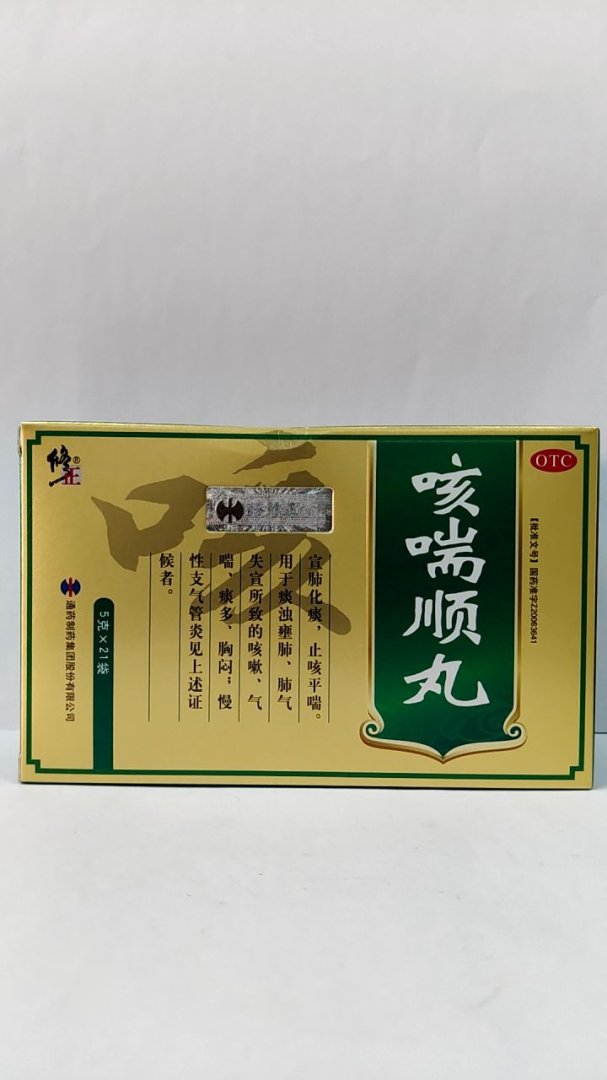 修正®
OTC
咳喘顺丸
【批准文号】国药准字Z20063641
咳
宣肺化痰，止咳平喘。
用于痰浊壅肺、肺气
失宣所致的咳嗽、气
喘、痰多、胸闷；慢
性支气管炎见上述证
候者。
5克×21袋
通药制药集团股份有限公司